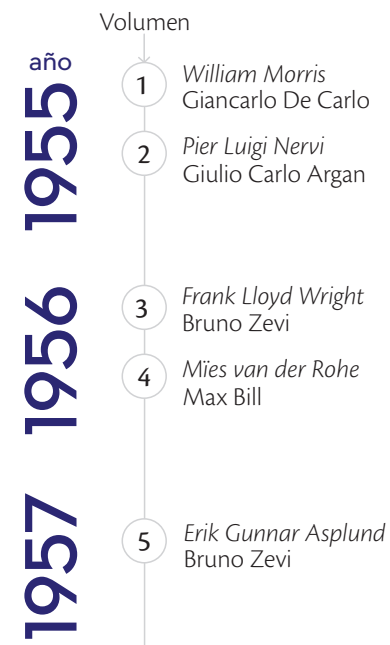 Volumen
año
1955
1
William Morris
Giancarlo De Carlo
2
Pier Luigi Nervi
Giulio Carlo Argan
1956
3
Frank Lloyd Wright
Bruno Zevi
4
Mïes van der Rohe
Max Bill
1957
5
Erik Gunnar Asplund
Bruno Zevi